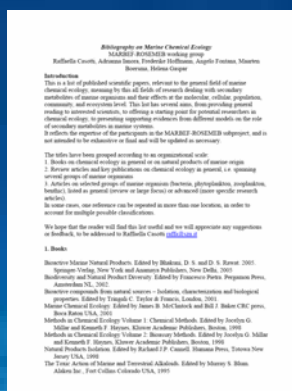 Bibliography on Marine Chemical Ecology
MARBEF-ROSEMEB working group
Raffaella Casotti, Adrianna Ianora, Frederike Hoffmann, Angelo Fontana, Maarten
Boersma, Helena Gaspar
Introduction
This is a list of published scientific papers, relevant to the general field of marine
chemical ecology, meaning by this all fields of research dealing with secondary
metabolites of marine organisms and their effects at the molecular, cellular, population,
community, and ecosystem level. This list has several aims, from providing general
reading to interested scientists, to offering a starting point for potential researchers in
chemical ecology, to presenting supporting evidences from different models on the role
of secondary metabolites in marine systems.
It reflects the expertise of the participants in the MARBEF-ROSEMEB subproject, and is
not intended to be exhaustive or final and will be updated as necessary.
The titles have been grouped according to an organizational scale:
1. Books on chemical ecology in general or on natural products of marine origin
2. Review articles and key publications on chemical ecology in general, i.e. spanning
several groups of marine organisms
3. Articles on selected groups of marine organism (bacteria, phytoplankton, zooplankton,
benthic), listed as general (review or large focus) or advanced (more specific research
articles).
In some cases, one reference can be repeated in more than one location, in order to
account for multiple possible classifications.
We hope that the reader will find this list useful and we will appreciate any suggestions
or feedback, to be addressed to Raffaella Casotti raffa@szn.it
1. Books
Bioactive Marine Natural Products. Edited by Bhakuni, D. S. and D. S. Rawat. 2005.
Springer-Verlag, New York and Anamaya Publishers, New Delhi, 2005
Biodiversity and Natural Product Diversity. Edited by Francesco Pietra. Pergamon Press,
Amsterdam NL, 2002.
Bioactive compounds from natural sources – Isolation, characterization and biological
properties. Edited by Tringali C. Taylor & Francis, London, 2001.
Marine Chemical Ecology. Edited by James B. McClintock and Bill J. Baker CRC press,
Boca Raton USA, 2001
Methods in Chemical Ecology Volume 1: Chemical Methods. Edited by Jocelyn G.
Millar and Kenneth F. Haynes, Kluwer Academic Publishers, Boston, 1998
Methods in Chemical Ecology Volume 2: Bioassay Methods. Edited by Jocelyn G. Millar
and Kenneth F. Haynes, Kluwer Academic Publishers, Boston, 1998
Natural Products Isolation. Edited by Richard J.P. Cannell. Humana Press, Totowa New
Jersey USA, 1998
The Toxic Action of Marine and Terrestrial Alkaloids. Edited by Murray S. Blum.
Alaken Inc., Fort Collins Colorado USA, 1995